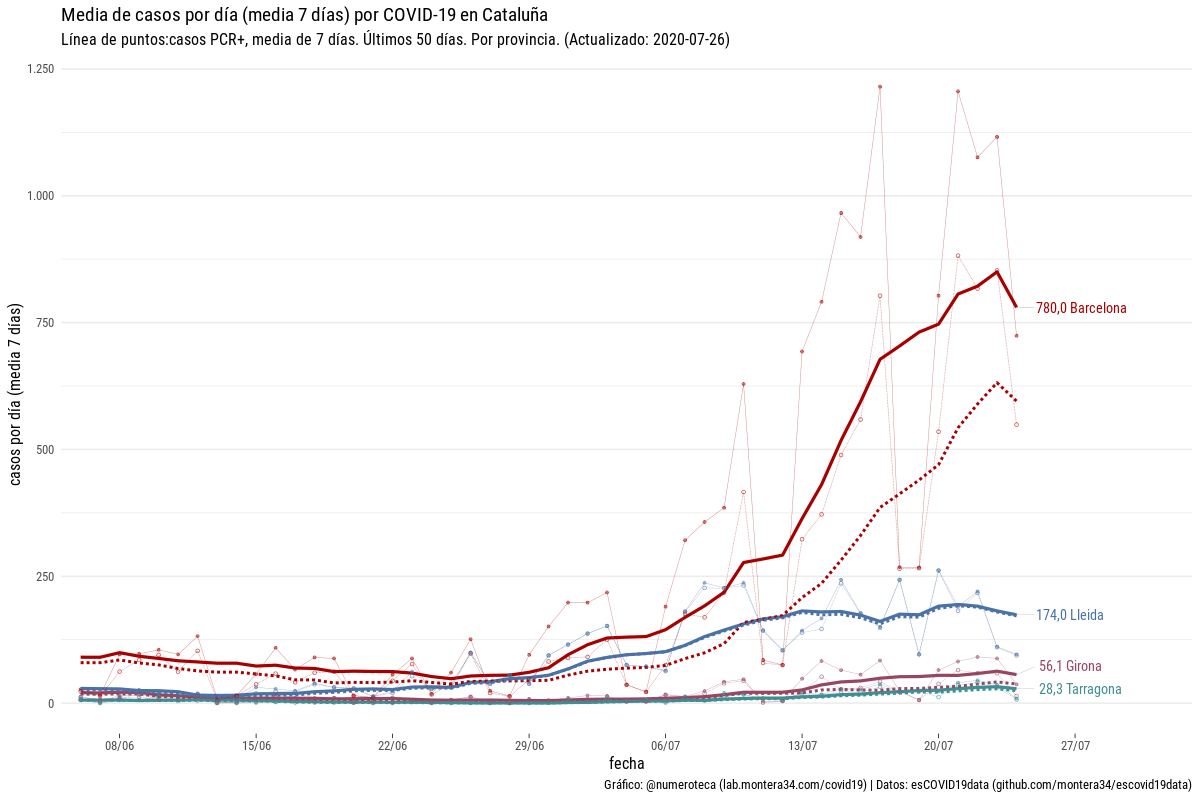 Media de casos por día (media 7 días) por COVID-19 en Cataluña
Línea de puntos:casos PCR+, media de 7 días. Últimos 50 días. Por provincia. (Actualizado: 2020-07-26)
casos por día (media 7 días)
1.250
1.000
750
500
250
0
780,0 Barcelona
174,0 Lleida
56,1 Girona
28,3 Tarragona
08/06
15/06
22/06
29/06
06/07
13/07
20/07
27/07
fecha
Gráfico: @numeroteca (lab.montera34.com/covid19) | Datos: esCOVID19data (github.com/montera34/escovid19data)